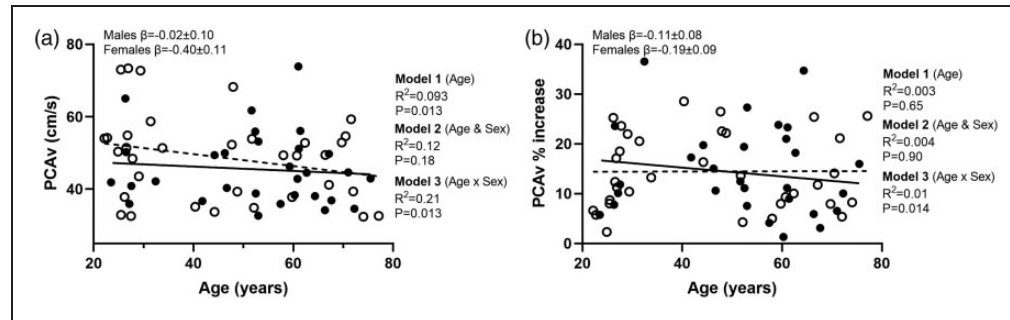 (a)
Males β=-0.02±0.10
Females β=-0.40±0.11
80
60
40
20
PCAv (cm/s)
20 40 60 80
Age (years)
Model 1 (Age)
R²=0.093
P=0.013
Model 2 (Age & Sex)
R²=0.12
P=0.18
Model 3 (Age x Sex)
R²=0.21
P=0.013
(b)
Males β=-0.11±0.08
Females β=-0.19±0.09
40
30
20
10
0
PCAv % increase
20 40 60 80
Age (years)
Model 1 (Age)
R²=0.003
P=0.65
Model 2 (Age & Sex)
R²=0.004
P=0.90
Model 3 (Age x Sex)
R²=0.01
P=0.014